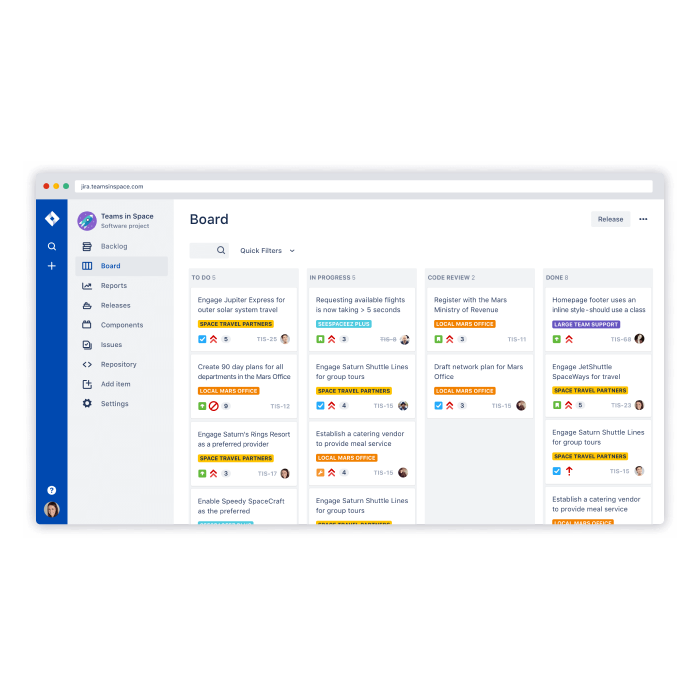 jira.teamsinspace.com
Teams in Space
Software project
Backlog
Board
Reports
Releases
Components
Issues
Repository
Add item
Settings
Board
Release
Quick Filters
TO DO 5
Engage Jupiter Express for
outer solar system travel
SPACE TRAVEL PARTNERS
5
TIS-25
Create 90 day plans for all
departments in the Mars Office
LOCAL MARS OFFICE
9
TIS-12
Engage Saturn's Rings Resort
as a preferred provider
SPACE TRAVEL PARTNERS
3
TIS-17
Enable Speedy SpaceCraft
as the preferred
IN PROGRESS 5
Requesting available flights
is now taking > 5 seconds
SEESPACEEZ PLUS
3
Engage Saturn Shuttle Lines
for group tours
SPACE TRAVEL PARTNERS
4
TIS-15
Establish a catering vendor
to provide meal service
LOCAL MARS OFFICE
4
TIS-15
Engage Saturn Shuttle Lines
for group tours
SPACE TRAVEL PARTNERS
CODE REVIEW 2
Register with the Mars
Ministry of Revenue
LOCAL MARS OFFICE
3
TIS-11
Draft network plan for Mars
Office
LOCAL MARS OFFICE
3
TIS-15
DONE 8
Homepage footer uses an
inline style - should use a class
LARGE TEAM SUPPORT
TIS-68
Engage JetShuttle
SpaceWays for travel
SPACE TRAVEL PARTNERS
5
TIS-23
Engage Saturn Shuttle Lines
for group tours
SPACE TRAVEL PARTNERS
TIS-15
Establish a catering vendor
to provide meal service
LOCAL MARS OFFICE